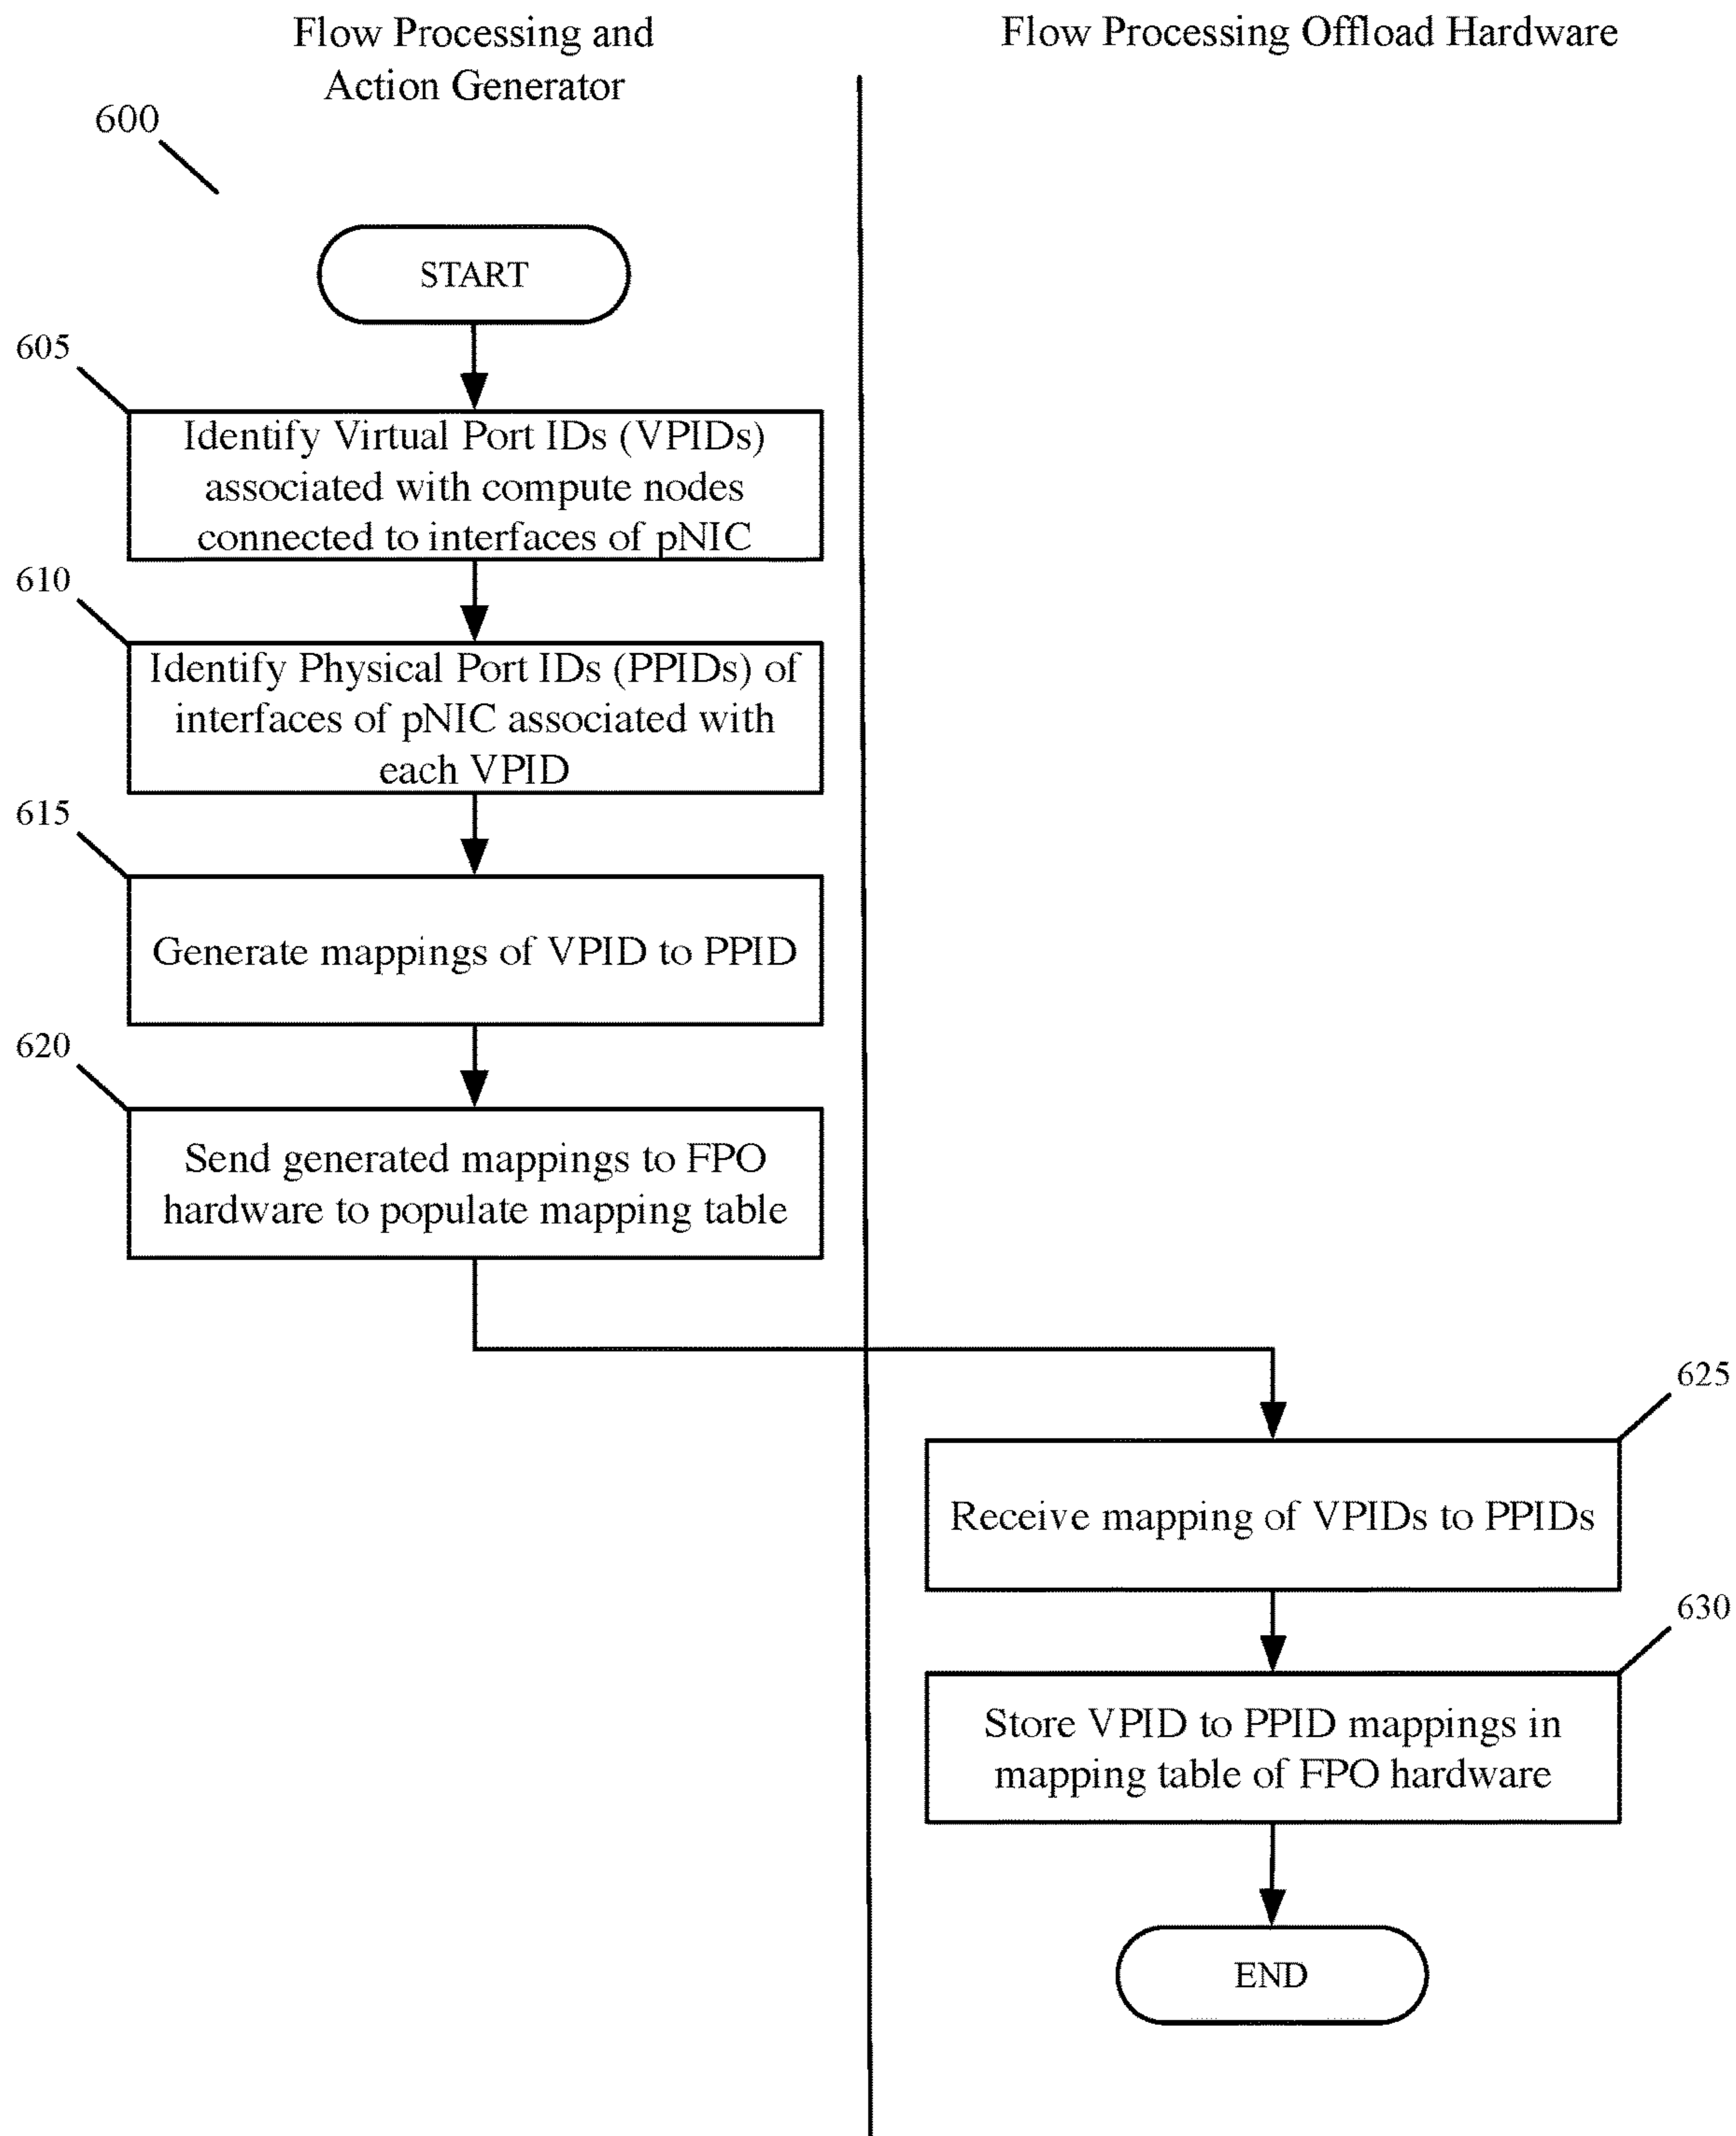 Flow Processing and
Action Generator
Flow Processing Offload Hardware
600
START
605
Identify Virtual Port IDs (VPIDs)
associated with compute nodes
connected to interfaces of pNIC
610
Identify Physical Port IDs (PPIDs) of
interfaces of pNIC associated with
each VPID
615
Generate mappings of VPID to PPID
620
Send generated mappings to FPO
hardware to populate mapping table
625
Receive mapping of VPIDs to PPIDs
630
Store VPID to PPID mappings in
mapping table of FPO hardware
END